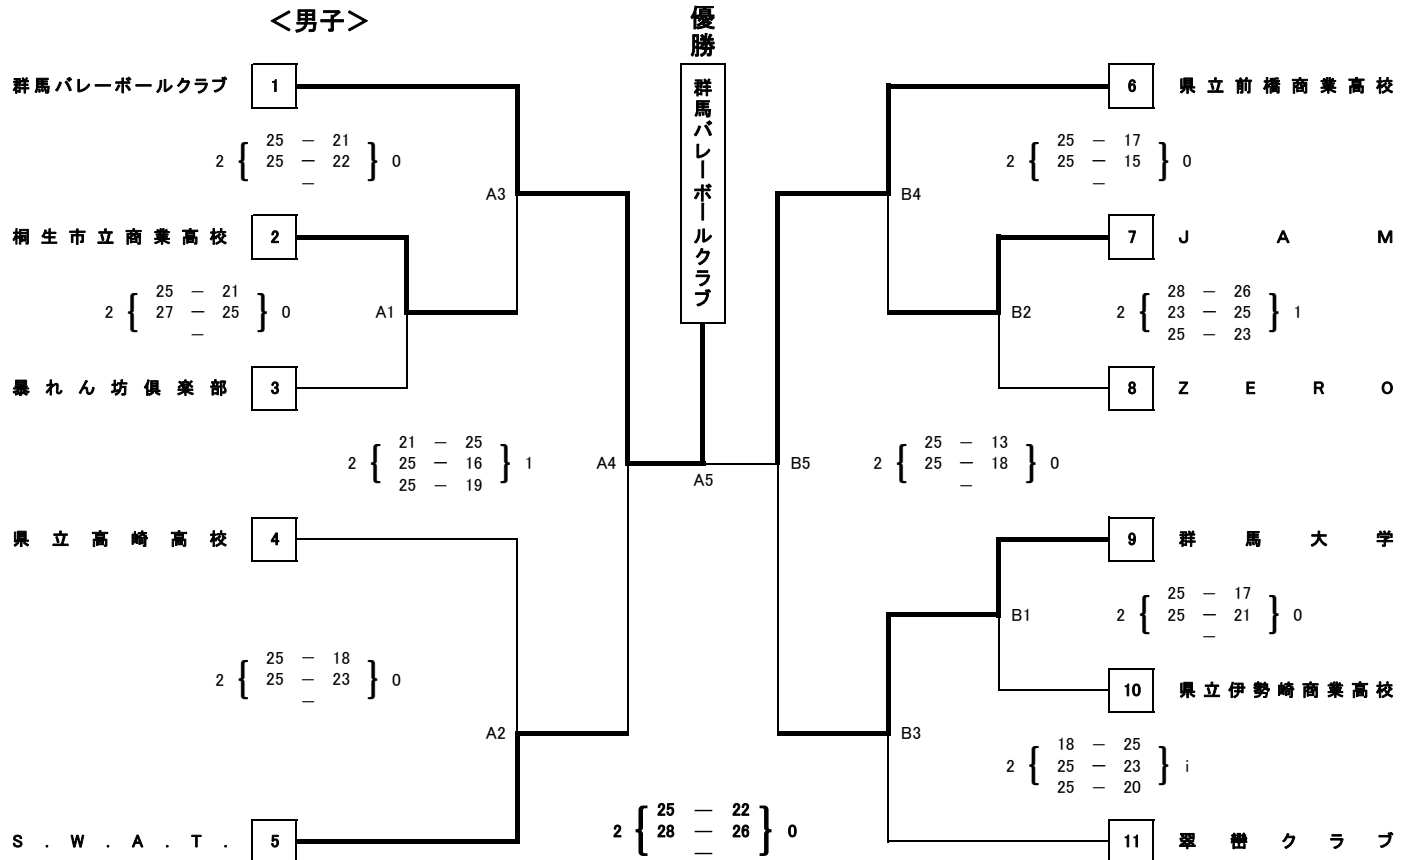 ＜男子＞
優勝
群馬バレーボールクラブ
群馬バレーボールクラブ 1
6 県立前橋商業高校
25 － 21
2 { 25 － 22 } 0
－
25 － 17
2 { 25 － 15 } 0
－
A3
B4
桐生市立商業高校 2
7 J A M
25 － 21
2 { 27 － 25 } 0
－
A1
28 － 26
2 { 23 － 25 } 1
25 － 23
B2
暴れん坊倶楽部 3
8 Z E R O
21 － 25
2 { 25 － 16 } 1
25 － 19
A4
A5
B5
25 － 13
2 { 25 － 18 } 0
－
県立高崎高校 4
9 群馬大学
25 － 17
2 { 25 － 21 } 0
－
B1
25 － 18
2 { 25 － 23 } 0
－
10 県立伊勢崎商業高校
A2
B3
18 － 25
2 { 25 － 23 } i
25 － 20
25 － 22
2 { 28 － 26 } 0
－
S . W . A . T . 5
11 翠巒クラブ